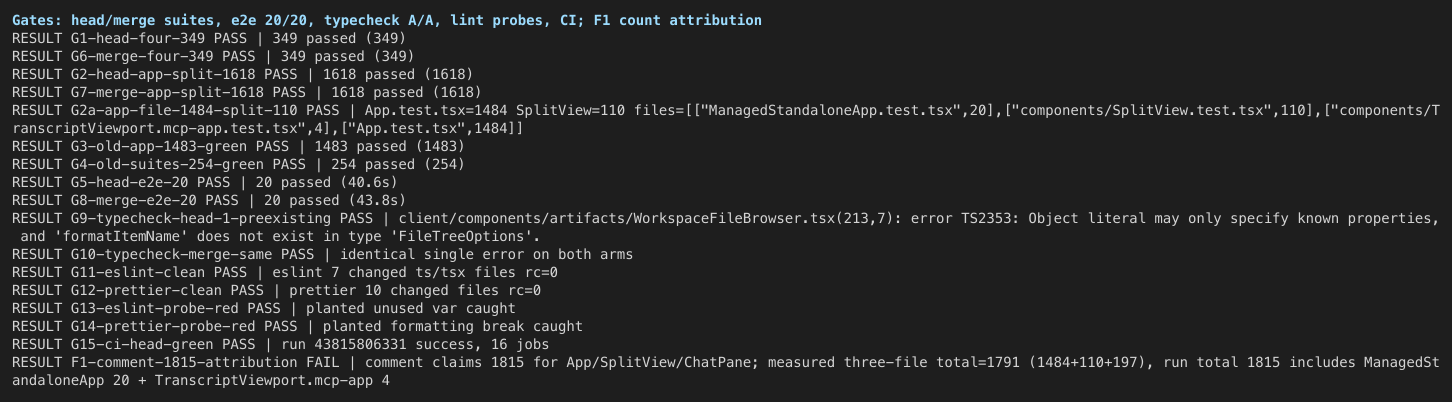 Gates: head/merge suites, e2e 20/20, typecheck A/A, lint probes, CI; F1 count attribution
RESULT G1-head-four-349 PASS | 349 passed (349)
RESULT G6-merge-four-349 PASS | 349 passed (349)
RESULT G2-head-app-split-1618 PASS | 1618 passed (1618)
RESULT G7-merge-app-split-1618 PASS | 1618 passed (1618)
RESULT G2a-app-file-1484-split-110 PASS | App.test.tsx=1484 SplitView=110 files=[["ManagedStandaloneApp.test.tsx",20],["components/SplitView.test.tsx",110],["components/T
ranscriptViewport.mcp-app.test.tsx",4],["App.test.tsx",1484]]
RESULT G3-old-app-1483-green PASS | 1483 passed (1483)
RESULT G4-old-suites-254-green PASS | 254 passed (254)
RESULT G5-head-e2e-20 PASS | 20 passed (40.6s)
RESULT G8-merge-e2e-20 PASS | 20 passed (43.8s)
RESULT G9-typecheck-head-1-preexisting PASS | client/components/artifacts/WorkspaceFileBrowser.tsx(213,7): error TS2353: Object literal may only specify known properties,
 and 'formatItemName' does not exist in type 'FileTreeOptions'.
RESULT G10-typecheck-merge-same PASS | identical single error on both arms
RESULT G11-eslint-clean PASS | eslint 7 changed ts/tsx files rc=0
RESULT G12-prettier-clean PASS | prettier 10 changed files rc=0
RESULT G13-eslint-probe-red PASS | planted unused var caught
RESULT G14-prettier-probe-red PASS | planted formatting break caught
RESULT G15-ci-head-green PASS | run 43815806331 success, 16 jobs
RESULT F1-comment-1815-attribution FAIL | comment claims 1815 for App/SplitView/ChatPane; measured three-file total=1791 (1484+110+197), run total 1815 includes ManagedSt
andaloneApp 20 + TranscriptViewport.mcp-app 4